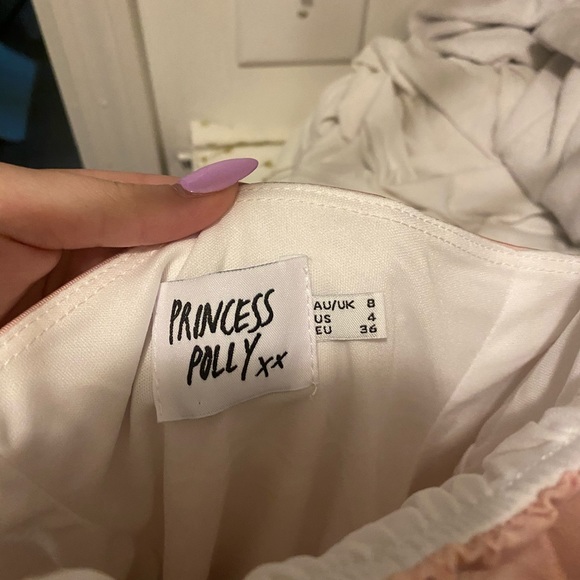 PRINCESS
POLLY xx
AU/UK 8
US 4
EU 36